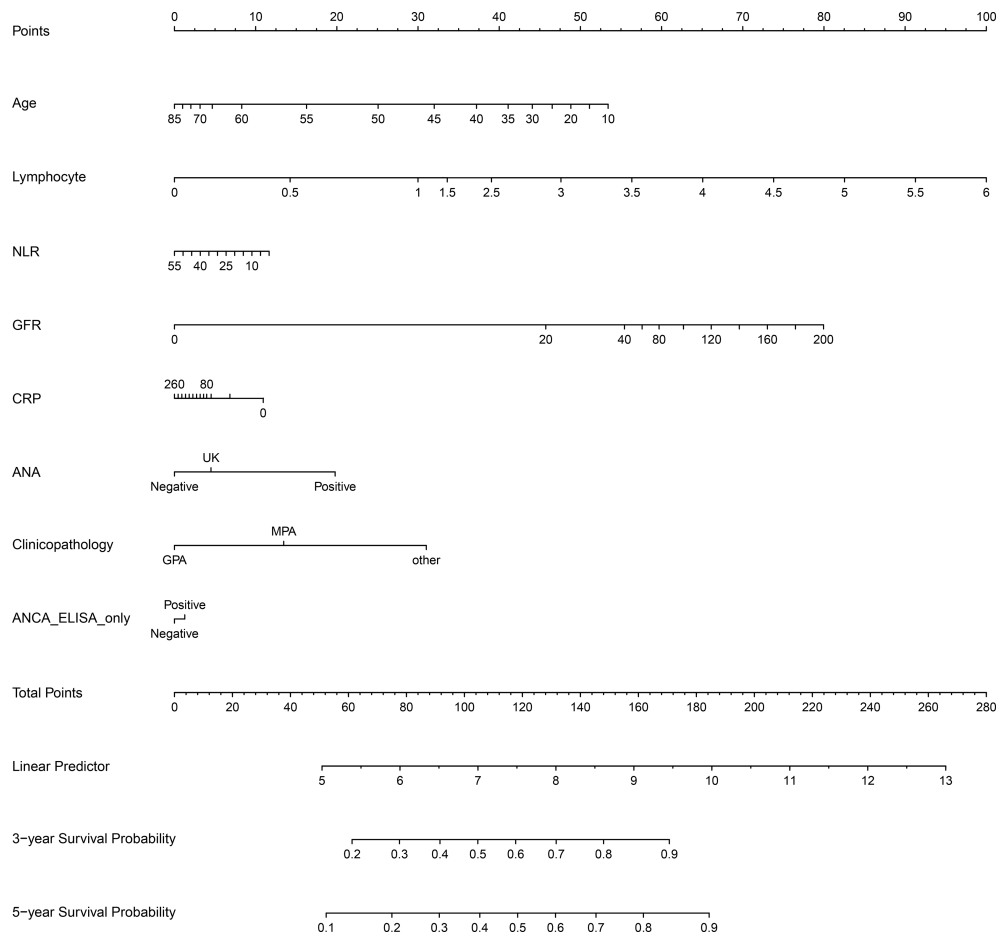 Points 0 10 20 30 40 50 60 70 80 90 100
Age
85 70 60 55 50 45 40 35 30 20 10
Lymphocyte
0 0.5 1 1.5 2.5 3 3.5 4 4.5 5 5.5 6
NLR
55 40 25 10
GFR
0 20 40 80 120 160 200
260 80
CRP
0
UK
ANA
Negative Positive
MPA
Clinicopathology
GPA other
Positive
ANCA_ELISA_only
Negative
Total Points
0 20 40 60 80 100 120 140 160 180 200 220 240 260 280
Linear Predictor
5 6 7 8 9 10 11 12 13
3−year Survival Probability
0.2 0.3 0.4 0.5 0.6 0.7 0.8 0.9
5−year Survival Probability
0.1 0.2 0.3 0.4 0.5 0.6 0.7 0.8 0.9